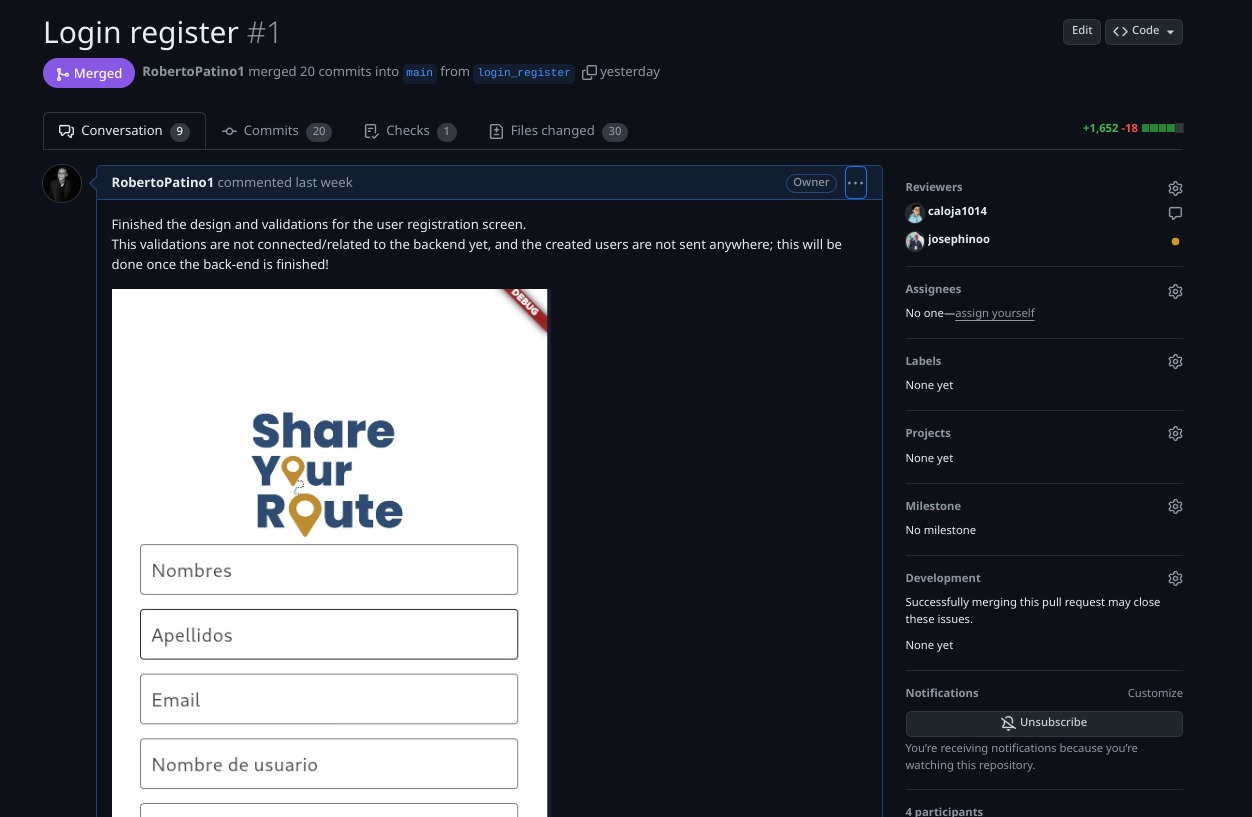 Login register #1
Edit
Code
Merged
RobertoPatino1 merged 20 commits into main from login_register yesterday
Conversation 9
Commits 20
Checks 1
Files changed 30
+1,652 -18
RobertoPatino1 commented last week
Owner
Finished the design and validations for the user registration screen.
This validations are not connected/related to the backend yet, and the created users are not sent anywhere; this will be
done once the back-end is finished!
DEBUG
Share
Your
Route
Nombres
Apellidos
Email
Nombre de usuario
Reviewers
caloja1014
josephinoo
Assignees
No one—assign yourself
Labels
None yet
Projects
None yet
Milestone
No milestone
Development
Successfully merging this pull request may close
these issues.
None yet
Notifications
Customize
Unsubscribe
You’re receiving notifications because you’re
watching this repository.
4 participants